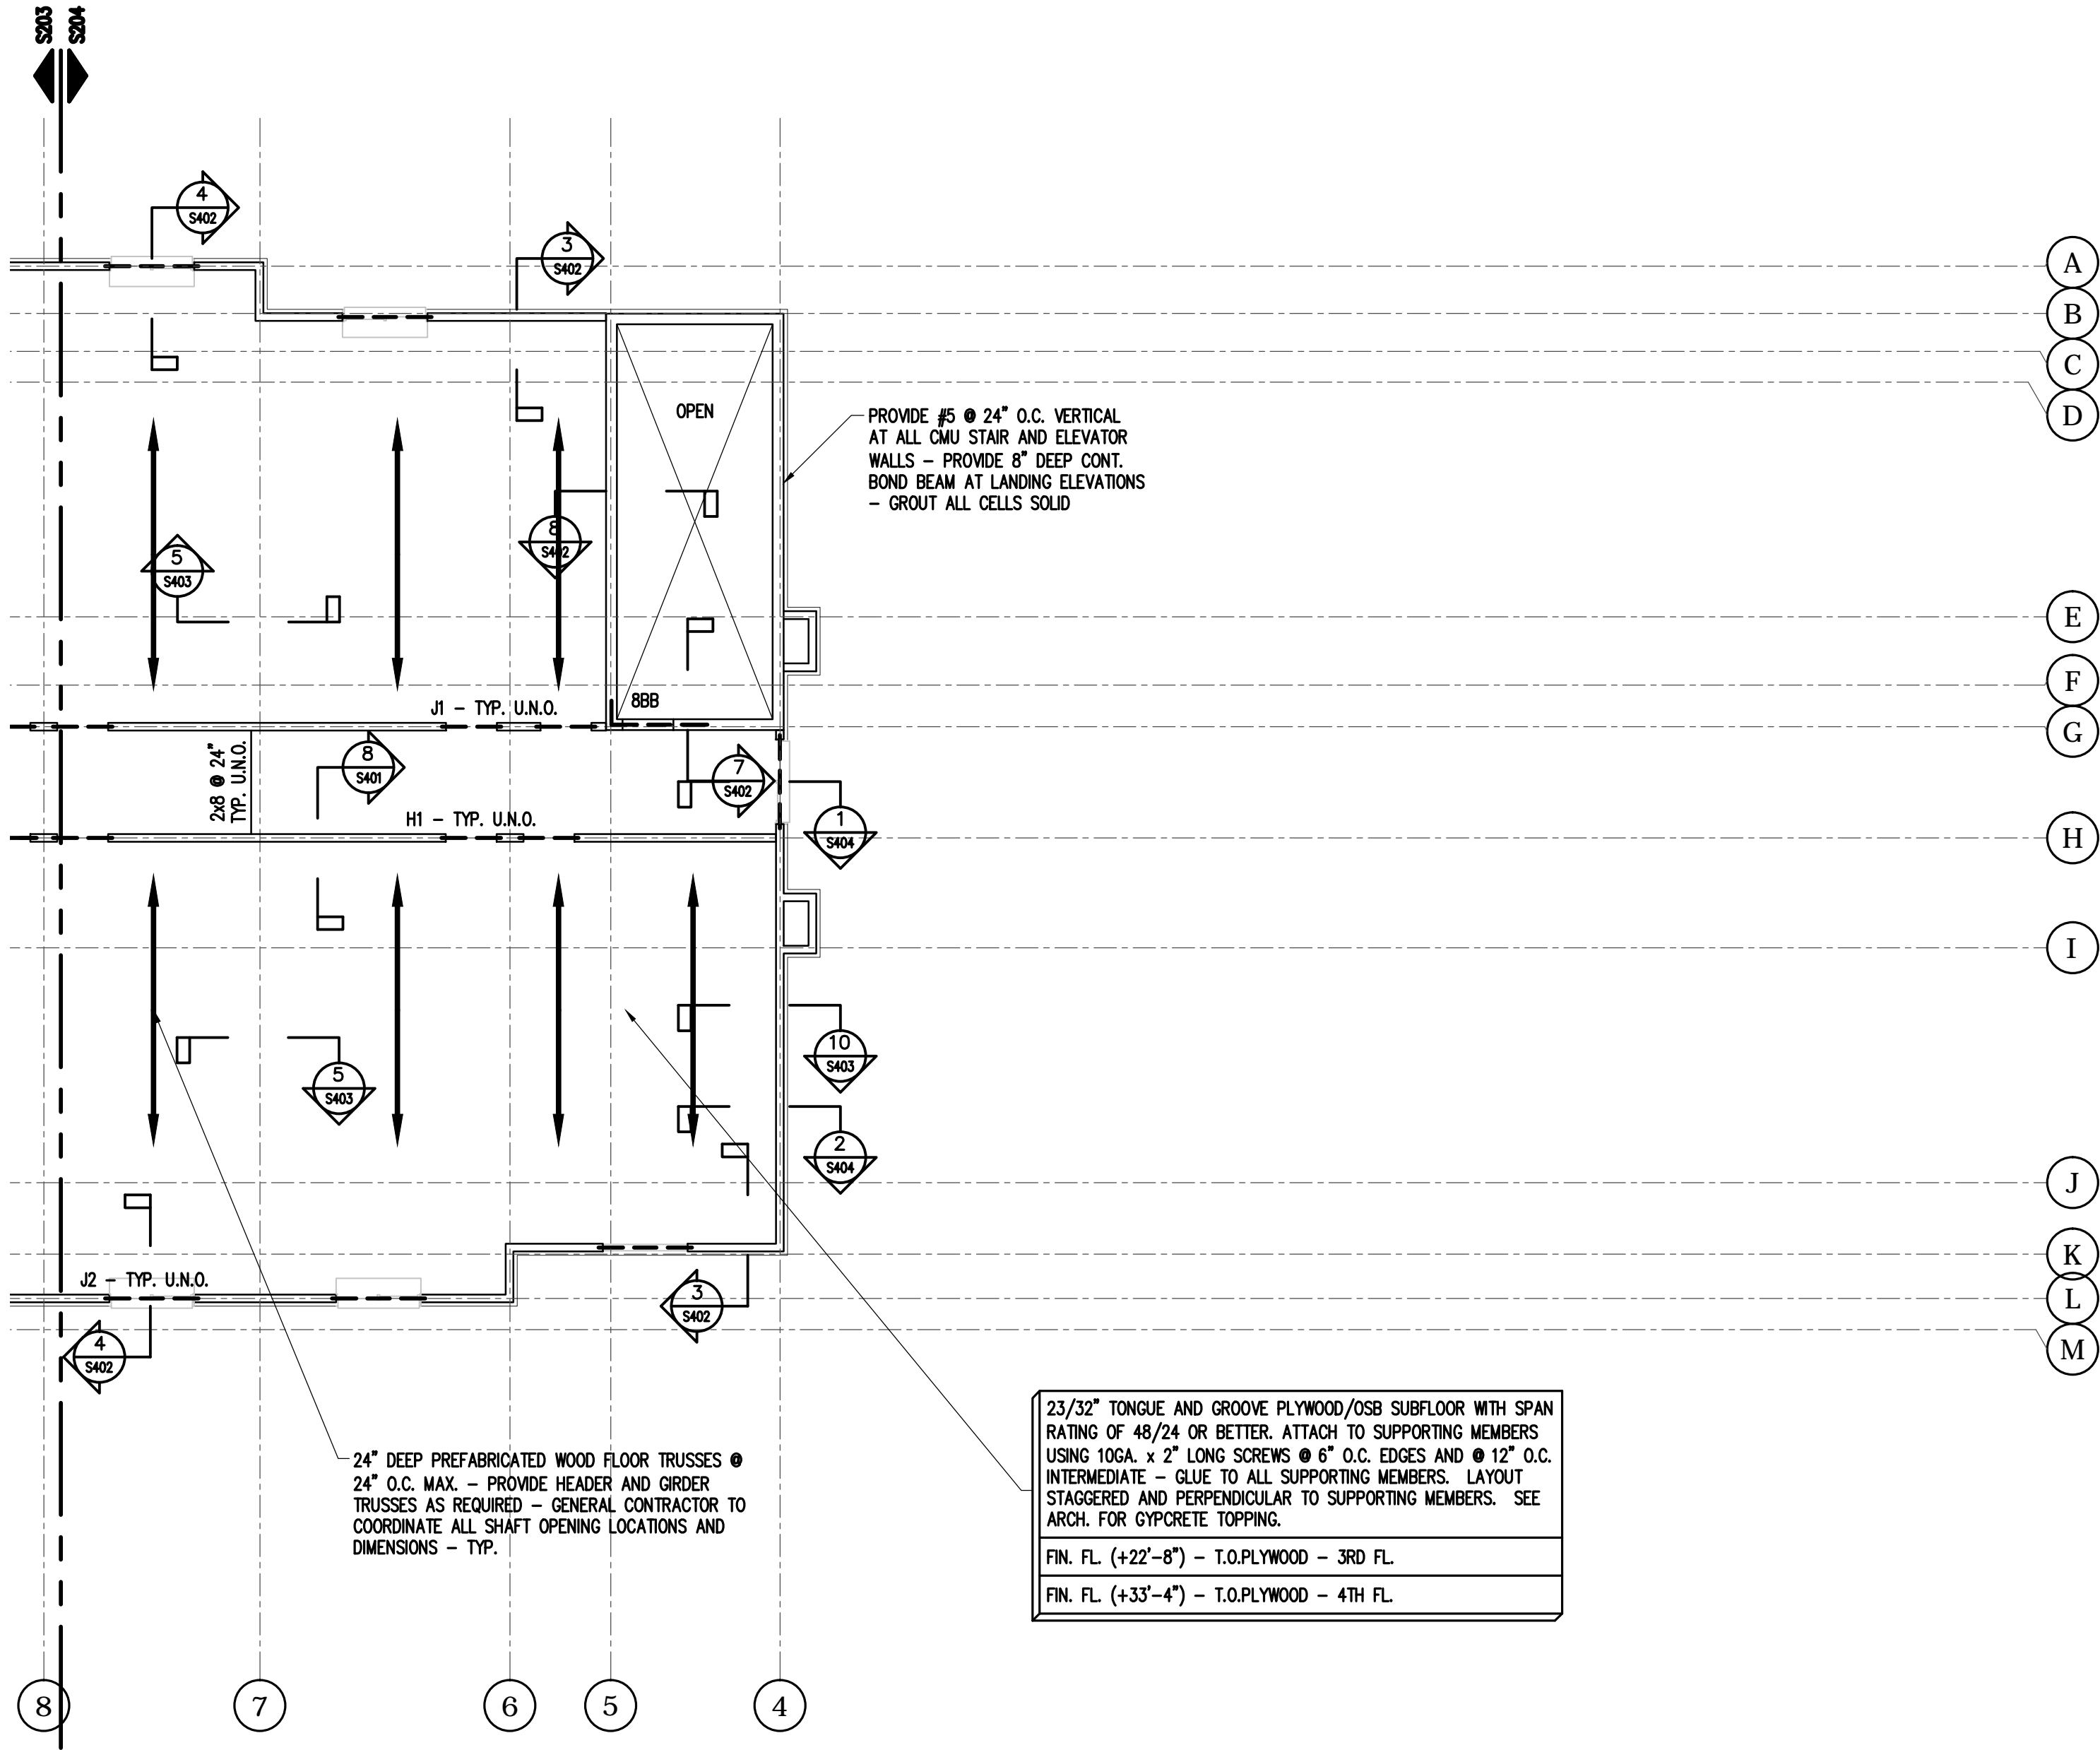 S203
S204
4
S402
3
S402
A
B
C
D
OPEN
PROVIDE #5 @ 24" O.C. VERTICAL
AT ALL CMU STAIR AND ELEVATOR
WALLS – PROVIDE 8" DEEP CONT.
BOND BEAM AT LANDING ELEVATIONS
– GROUT ALL CELLS SOLID
8
S402
5
S403
E
F
8BB
J1 – TYP. U.N.O.
G
2x8 @ 24"
TYP. U.N.O.
8
S401
7
S402
H1 – TYP. U.N.O.
1
S404
H
I
10
S403
5
S403
2
S404
J
K
J2 – TYP. U.N.O.
3
S402
L
4
S402
M
23/32" TONGUE AND GROOVE PLYWOOD/OSB SUBFLOOR WITH SPAN
RATING OF 48/24 OR BETTER. ATTACH TO SUPPORTING MEMBERS
USING 10GA. x 2" LONG SCREWS @ 6" O.C. EDGES AND @ 12" O.C.
INTERMEDIATE – GLUE TO ALL SUPPORTING MEMBERS. LAYOUT
STAGGERED AND PERPENDICULAR TO SUPPORTING MEMBERS. SEE
ARCH. FOR GYPCRETE TOPPING.
FIN. FL. (+22'-8") – T.O.PLYWOOD – 3RD FL.
FIN. FL. (+33'-4") – T.O.PLYWOOD – 4TH FL.
24" DEEP PREFABRICATED WOOD FLOOR TRUSSES @
24" O.C. MAX. – PROVIDE HEADER AND GIRDER
TRUSSES AS REQUIRED – GENERAL CONTRACTOR TO
COORDINATE ALL SHAFT OPENING LOCATIONS AND
DIMENSIONS – TYP.
8
7
6
5
4